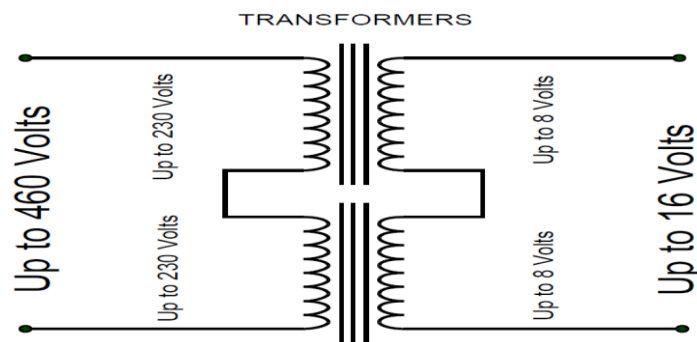 TRANSFORMERS
Up to 460 Volts
Up to 230 Volts
Up to 8 Volts
Up to 16 Volts
Up to 230 Volts
Up to 8 Volts